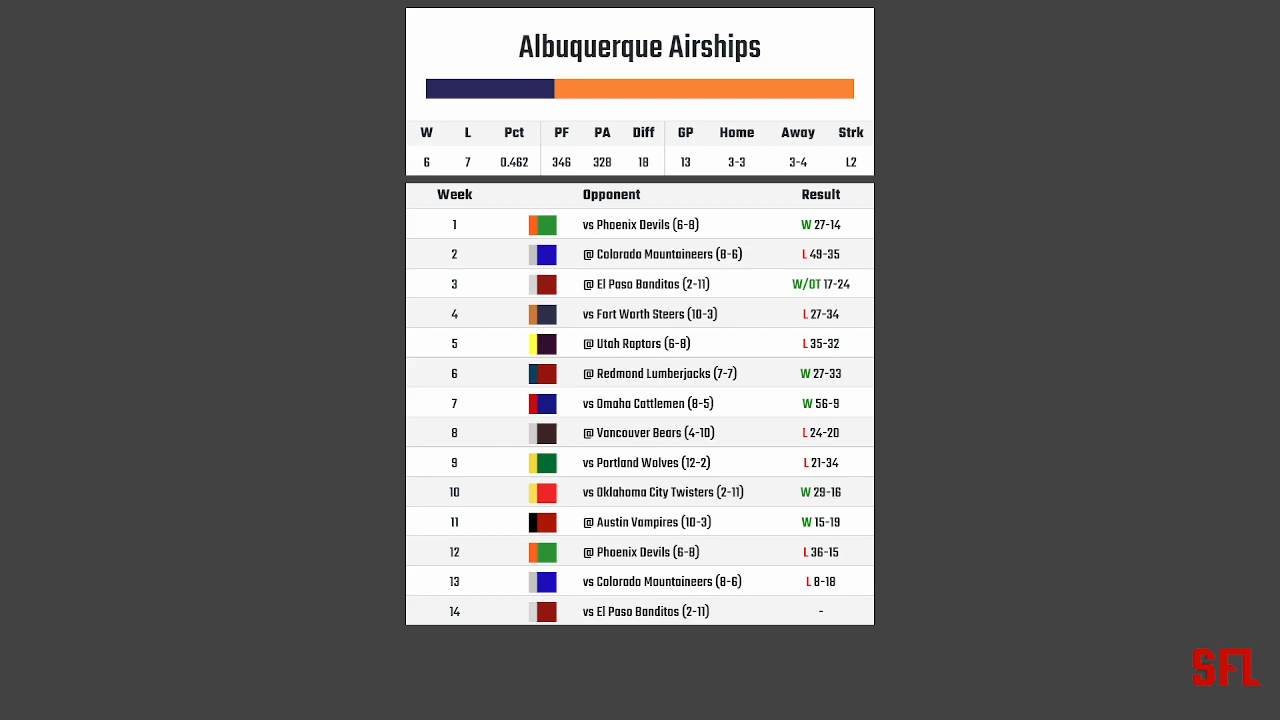 Albuquerque Airships
W L Pct PF PA Diff GP Home Away Strk
6 7 0.462 346 328 18 13 3-3 3-4 L2
Week Opponent Result
1 vs Phoenix Devils (6-8) W 27-14
2 @ Colorado Mountaineers (8-6) L 49-35
3 @ El Paso Banditos (2-11) W/OT 17-24
4 vs Fort Worth Steers (10-3) L 27-34
5 @ Utah Raptors (6-8) L 35-32
6 @ Redmond Lumberjacks (7-7) W 27-33
7 vs Omaha Cattlemen (8-5) W 56-9
8 @ Vancouver Bears (4-10) L 24-20
9 vs Portland Wolves (12-2) L 21-34
10 vs Oklahoma City Twisters (2-11) W 29-16
11 @ Austin Vampires (10-3) W 15-19
12 @ Phoenix Devils (6-8) L 36-15
13 vs Colorado Mountaineers (8-6) L 8-18
14 vs El Paso Banditos (2-11) -
SFL